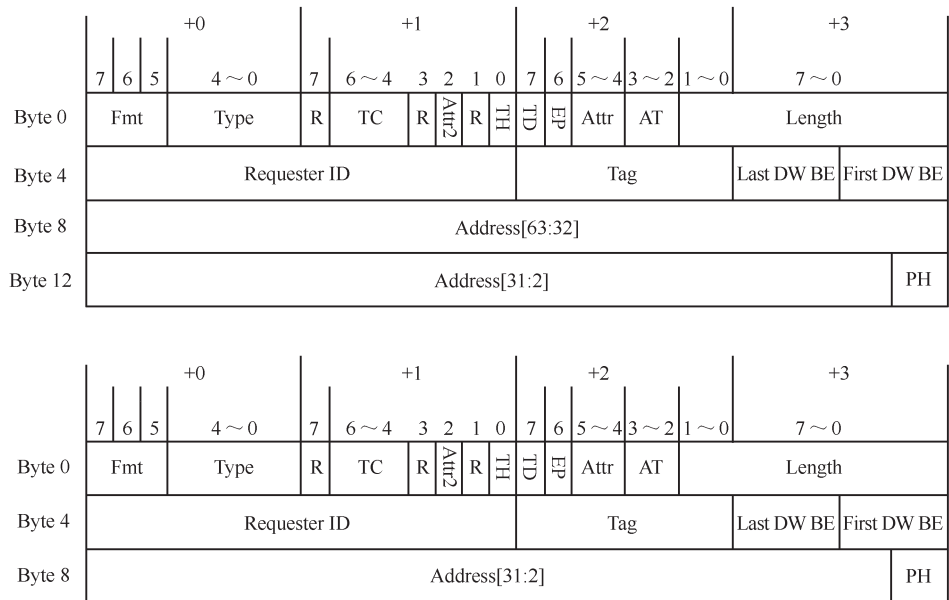 +0 +1 +2 +3
7 6 5 4～0 7 6～4 3 2 1 0 7 6 5～4 3～2 1～0 7～0
Byte 0 Fmt Type R TC R Attr2 R TH TD EP Attr AT Length
Byte 4 Requester ID Tag Last DW BE First DW BE
Byte 8 Address[63:32]
Byte 12 Address[31:2] PH
+0 +1 +2 +3
7 6 5 4～0 7 6～4 3 2 1 0 7 6 5～4 3～2 1～0 7～0
Byte 0 Fmt Type R TC R Attr2 R TH TD EP Attr AT Length
Byte 4 Requester ID Tag Last DW BE First DW BE
Byte 8 Address[31:2] PH